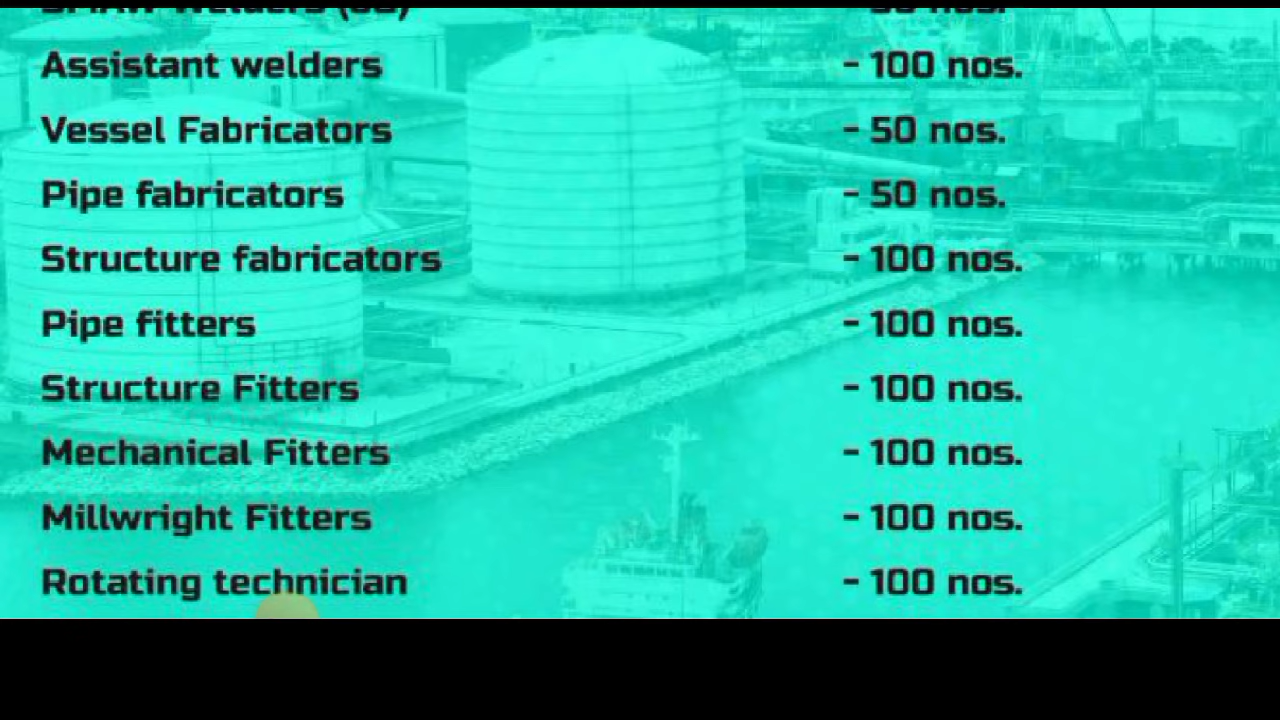 Assistant welders - 100 nos.
Vessel Fabricators - 50 nos.
Pipe fabricators - 50 nos.
Structure fabricators - 100 nos.
Pipe fitters - 100 nos.
Structure Fitters - 100 nos.
Mechanical Fitters - 100 nos.
Millwright Fitters - 100 nos.
Rotating technician - 100 nos.